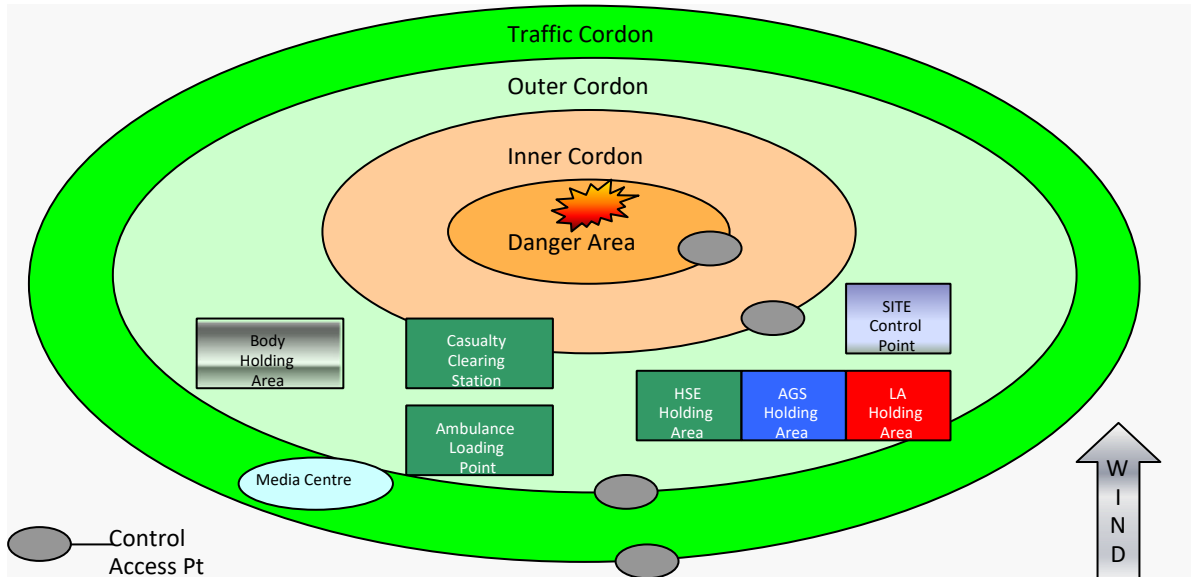 Traffic Cordon
Outer Cordon
Inner Cordon
Danger Area
SITE
Control
Point
Body
Holding
Area
Casualty
Clearing
Station
HSE
Holding
Area
AGS
Holding
Area
LA
Holding
Area
Ambulance
Loading
Point
Media Centre
Control
Access Pt
W
I
N
D